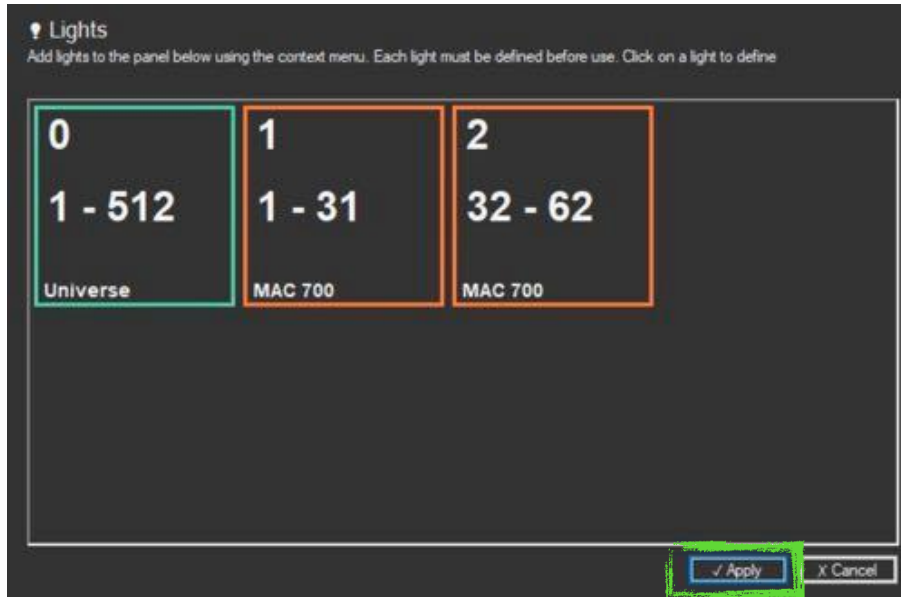 Lights
Add lights to the panel below using the context menu. Each light must be defined before use. Click on a light to define
0
1 - 512
Universe
1
1 - 31
MAC 700
2
32 - 62
MAC 700
✓ Apply
X Cancel